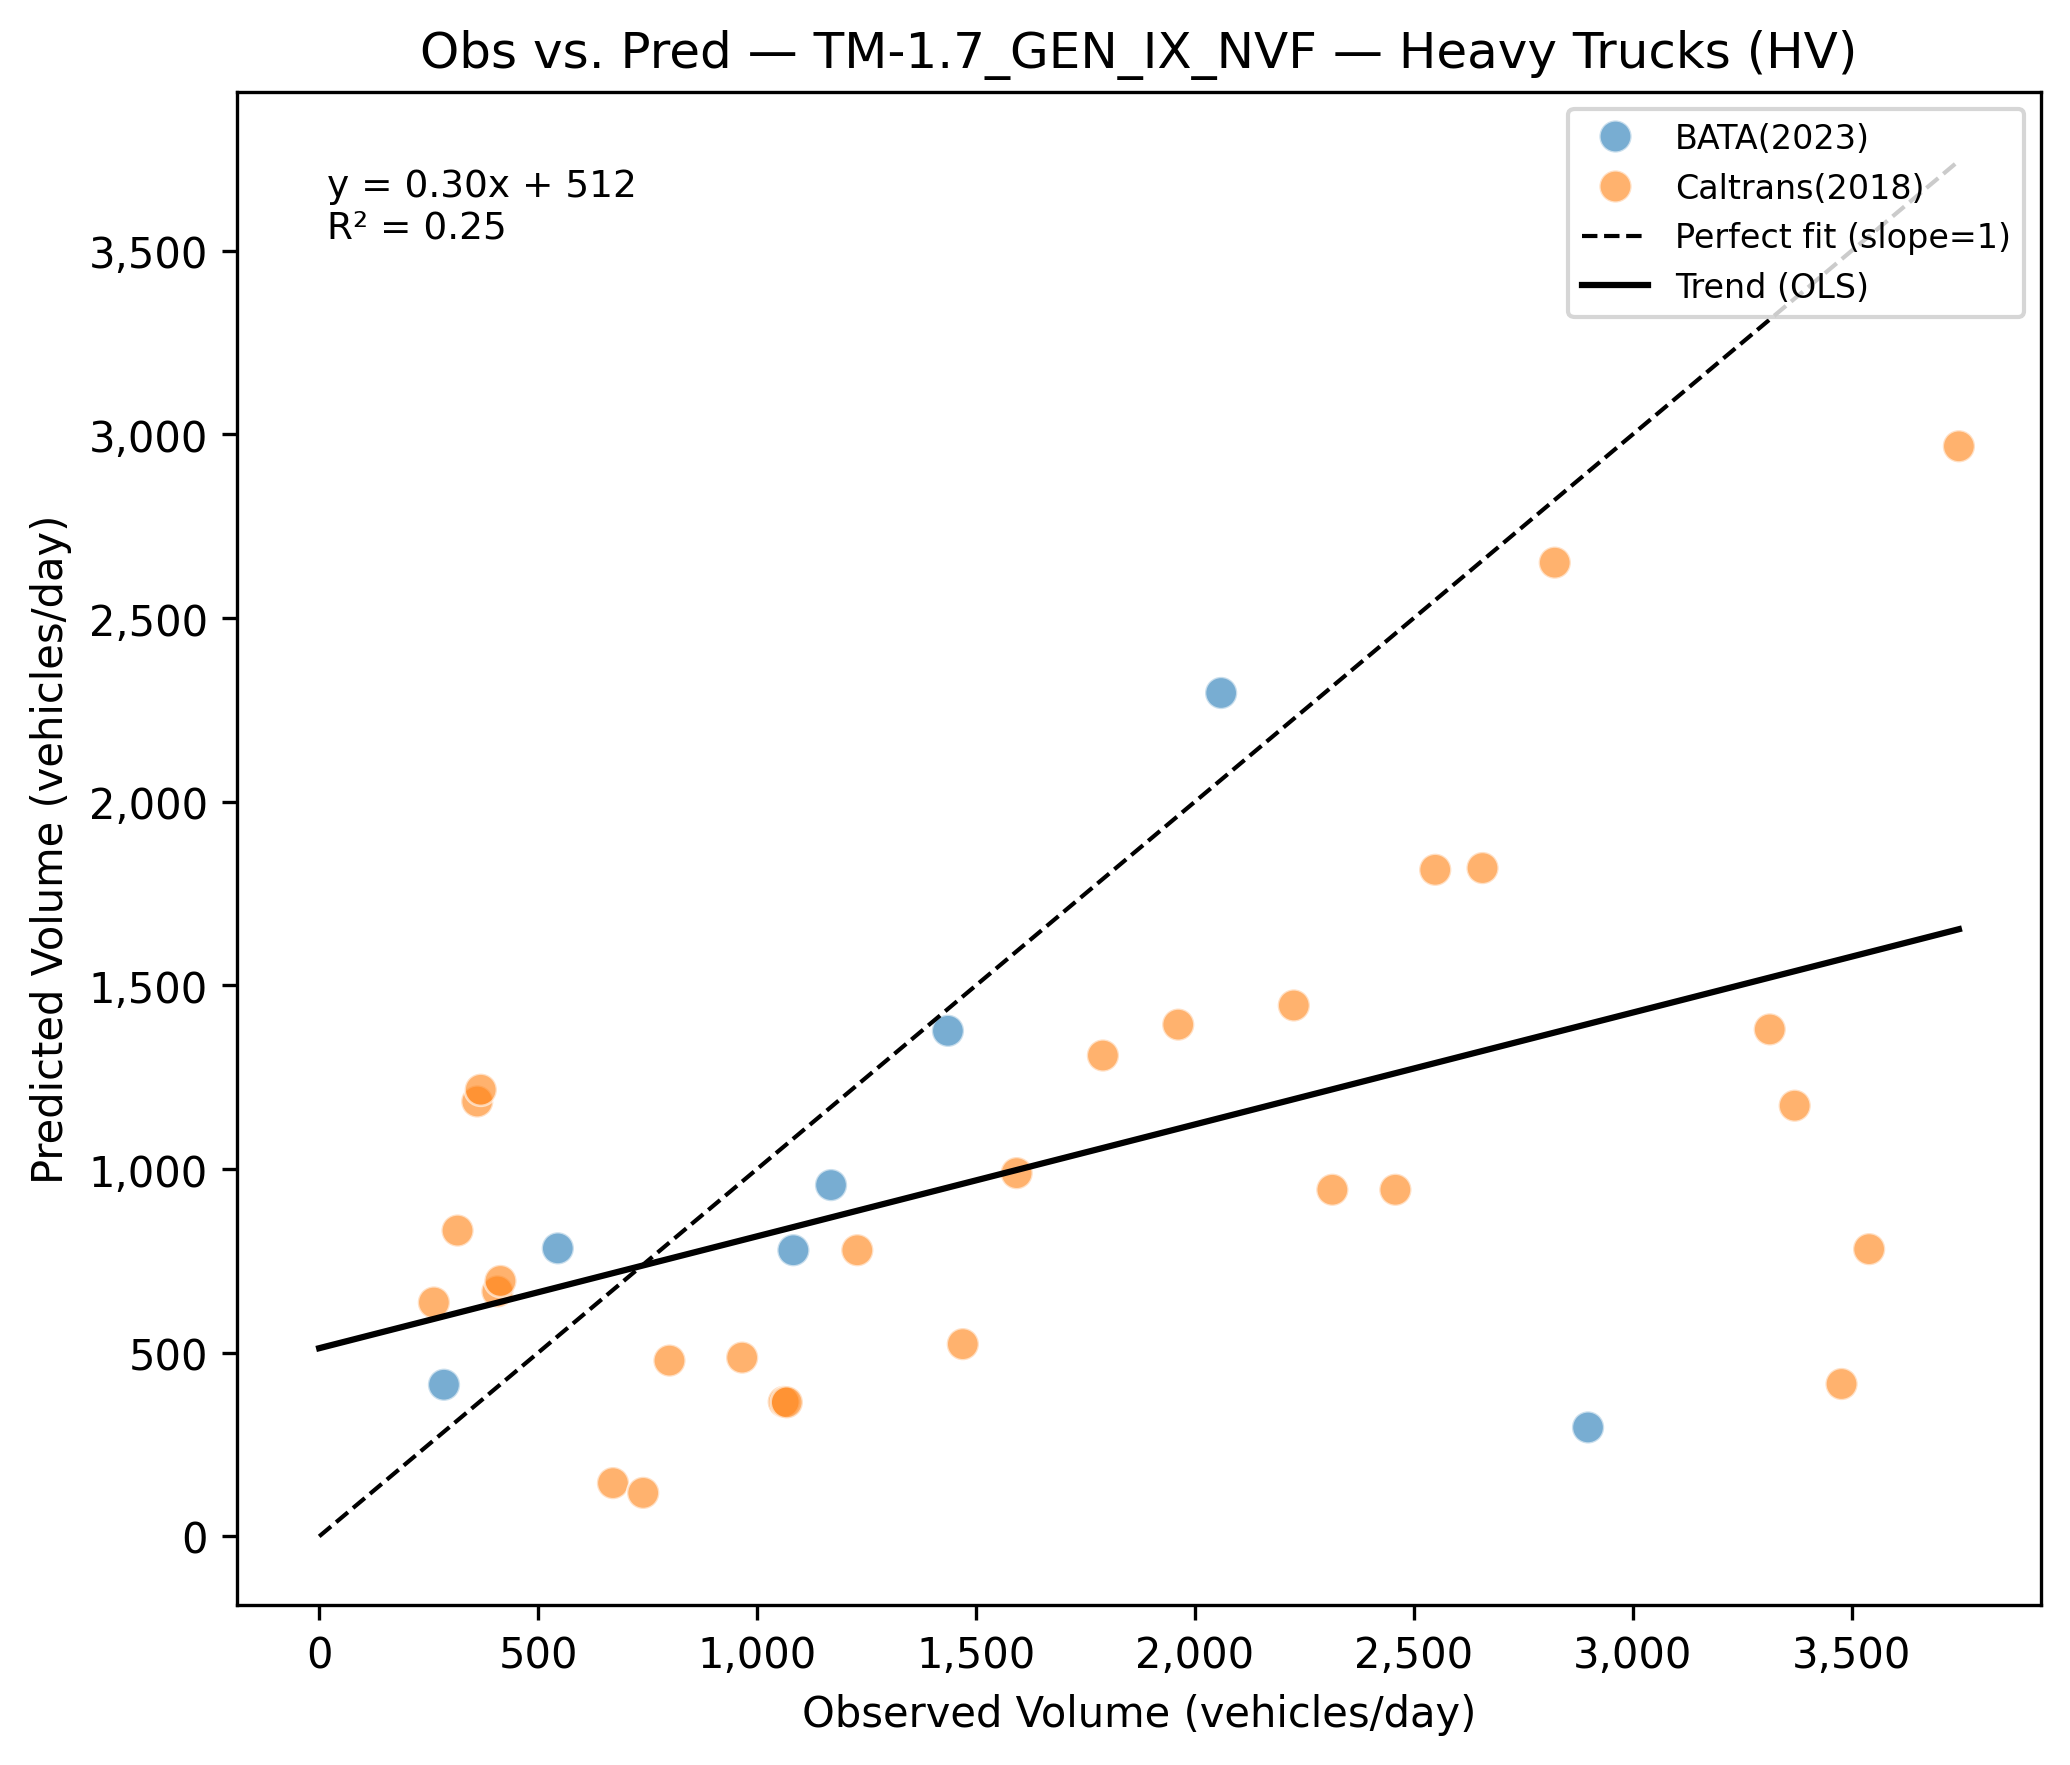 Obs vs. Pred — TM-1.7_GEN_IX_NVF — Heavy Trucks (HV)
y = 0.30x + 512
R² = 0.25
BATA(2023)
Caltrans(2018)
Perfect fit (slope=1)
Trend (OLS)
Predicted Volume (vehicles/day)
3,500
3,000
2,500
2,000
1,500
1,000
500
0
0 500 1,000 1,500 2,000 2,500 3,000 3,500
Observed Volume (vehicles/day)